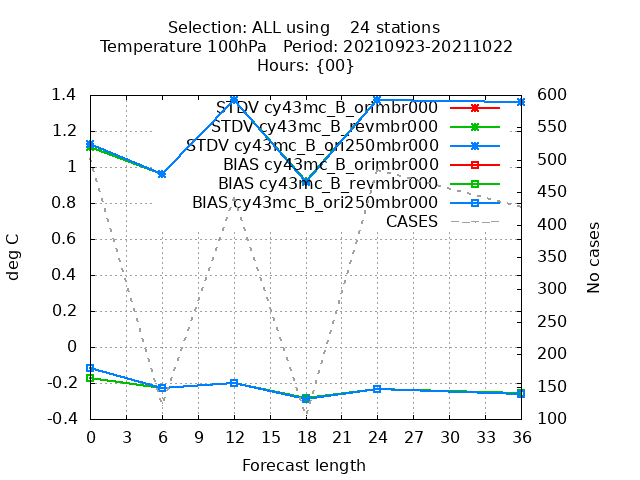 Selection: ALL using    24 stations
Temperature 100hPa   Period: 20210923-20211022
Hours: {00}
STDV cy43mc_B_orimbr000
STDV cy43mc_B_revmbr000
STDV cy43mc_B_ori250mbr000
BIAS cy43mc_B_orimbr000
BIAS cy43mc_B_revmbr000
BIAS cy43mc_B_ori250mbr000
CASES
1.4
1.2
1
0.8
0.6
0.4
0.2
0
-0.2
-0.4
deg C
600
550
500
450
400
350
300
250
200
150
100
No cases
0 3 6 9 12 15 18 21 24 27 30 33 36
Forecast length